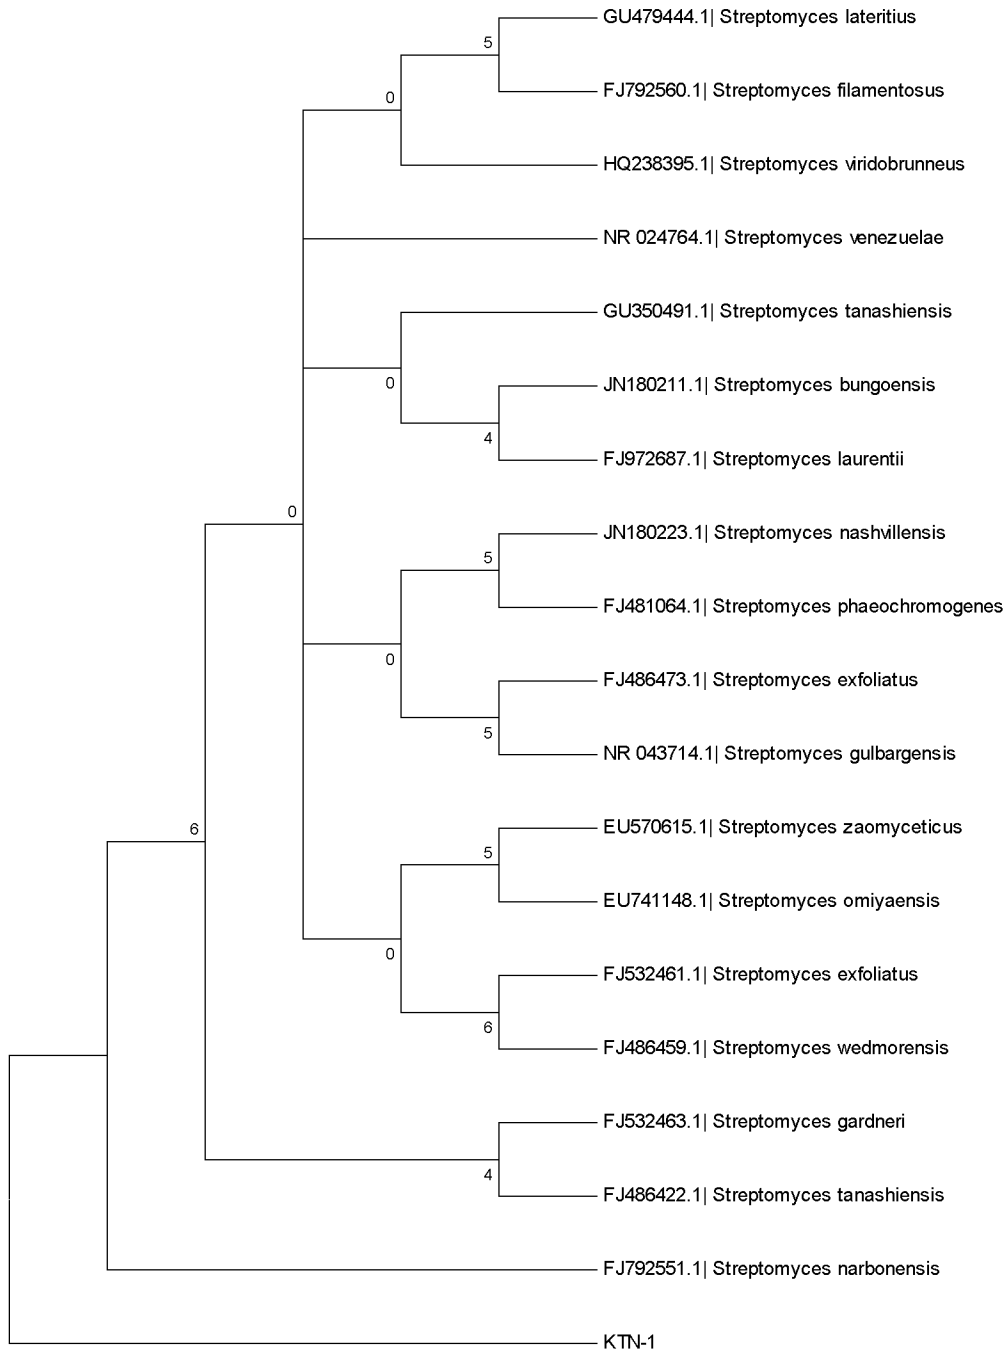 GU479444.1| Streptomyces lateritius
5
FJ792560.1| Streptomyces filamentosus
0
HQ238395.1| Streptomyces viridobrunneus
NR 024764.1| Streptomyces venezuelae
GU350491.1| Streptomyces tanashiensis
0
JN180211.1| Streptomyces bungoensis
4
FJ972687.1| Streptomyces laurentii
0
JN180223.1| Streptomyces nashvillensis
5
FJ481064.1| Streptomyces phaeochromogenes
0
FJ486473.1| Streptomyces exfoliatus
5
NR 043714.1| Streptomyces gulbargensis
6
EU570615.1| Streptomyces zaomyceticus
5
EU741148.1| Streptomyces omiyaensis
0
FJ532461.1| Streptomyces exfoliatus
6
FJ486459.1| Streptomyces wedmorensis
FJ532463.1| Streptomyces gardneri
4
FJ486422.1| Streptomyces tanashiensis
FJ792551.1| Streptomyces narbonensis
KTN-1